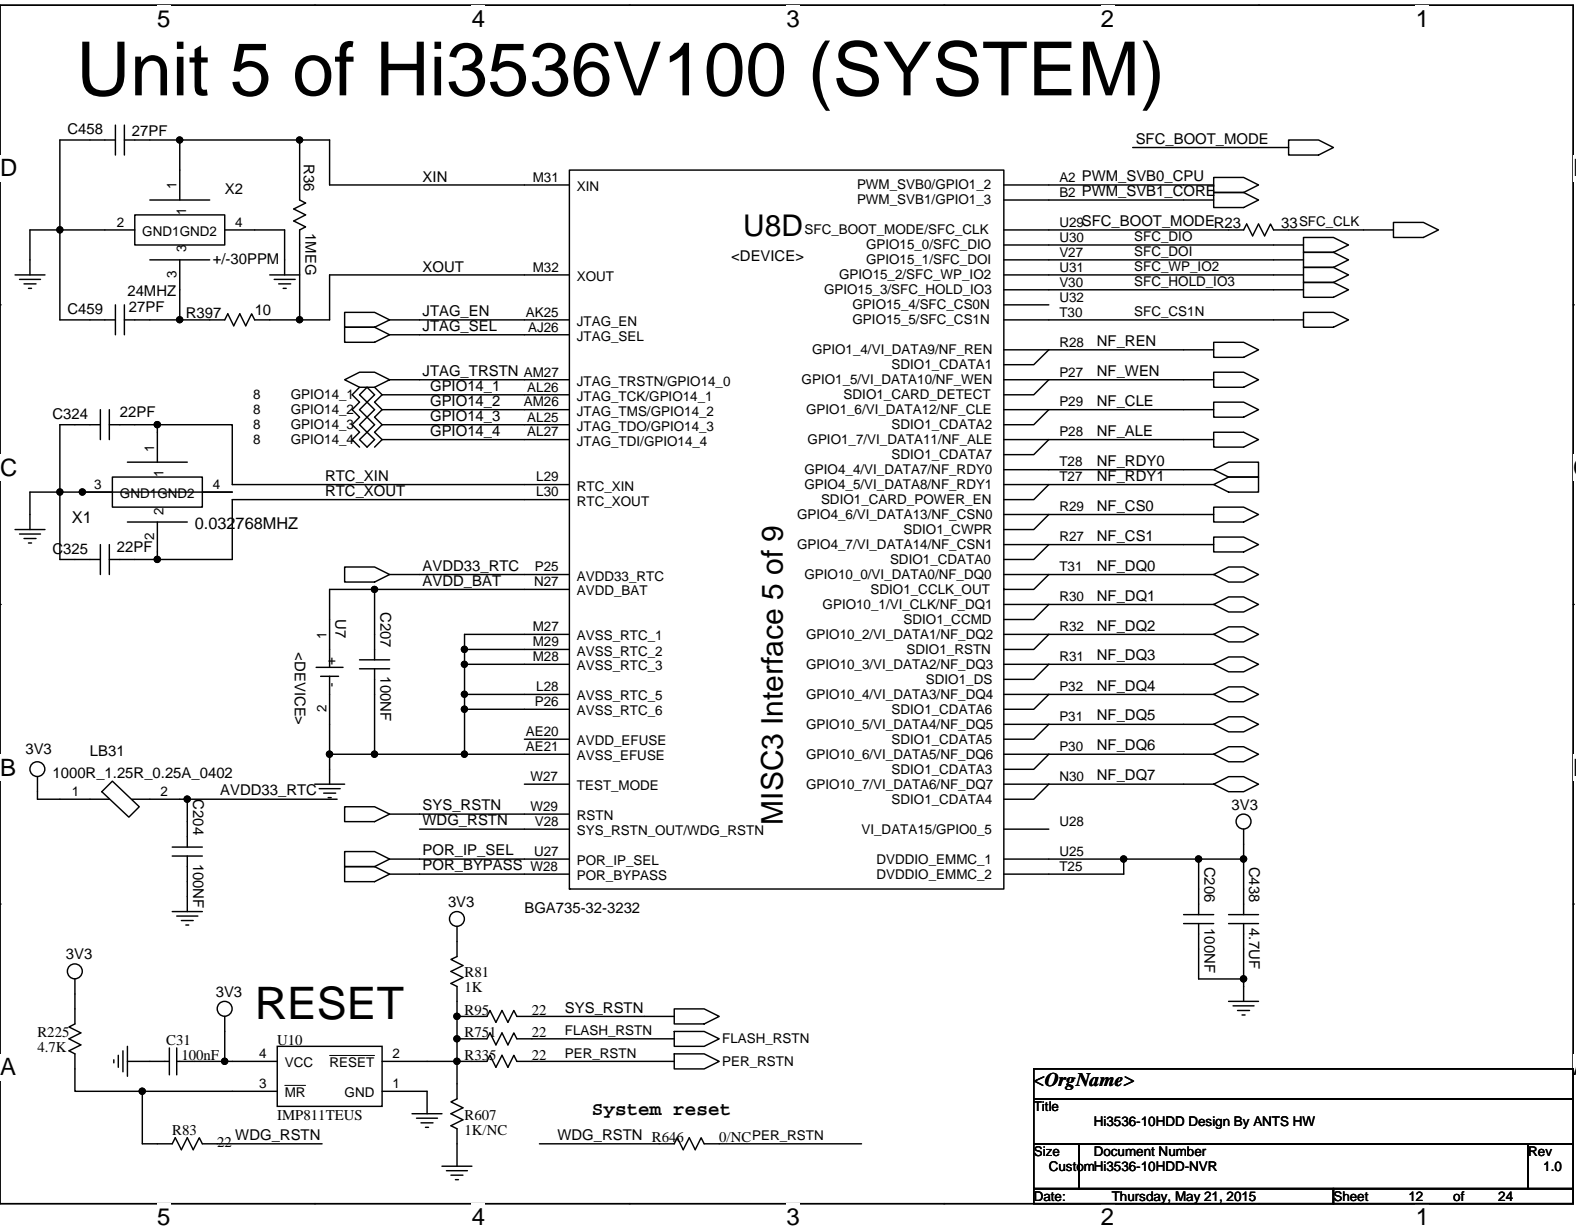 5 4 3 2 1
Unit 5 of Hi3536V100 (SYSTEM)
D
C
B
A
C458 27PF
X2
1
1
2 GND1GND2 4
3
3
+/-30PPM
24MHZ
C459 27PF
R397 10
R36
1MEG
XIN M31 XIN
XOUT M32 XOUT
JTAG_EN AK25 JTAG_EN
JTAG_SEL AJ26 JTAG_SEL
JTAG_TRSTN AM27 JTAG_TRSTN/GPIO14_0
8 GPIO14_1 GPIO14_1 AL26 JTAG_TCK/GPIO14_1
8 GPIO14_2 GPIO14_2 AM26 JTAG_TMS/GPIO14_2
8 GPIO14_3 GPIO14_3 AL25 JTAG_TDO/GPIO14_3
8 GPIO14_4 GPIO14_4 AL27 JTAG_TDI/GPIO14_4
C324 22PF
1
1
3 GND1GND2 4
X1
2
2
0.032768MHZ
C325 22PF
RTC_XIN L29 RTC_XIN
RTC_XOUT L30 RTC_XOUT
AVDD33_RTC P25 AVDD33_RTC
AVDD_BAT N27 AVDD_BAT
1 U7
+
-
2
<DEVICE>
C207
100NF
M27 AVSS_RTC_1
M29 AVSS_RTC_2
M28 AVSS_RTC_3
L28 AVSS_RTC_5
P26 AVSS_RTC_6
AE20 AVDD_EFUSE
AE21 AVSS_EFUSE
W27 TEST_MODE
SYS_RSTN W29 RSTN
WDG_RSTN V28 SYS_RSTN_OUT/WDG_RSTN
POR_IP_SEL U27 POR_IP_SEL
POR_BYPASS W28 POR_BYPASS
3V3
LB31
1000R_1.25R_0.25A_0402
1 2 AVDD33_RTC
C204
100NF
U8D
<DEVICE>
MISC3 Interface 5 of 9
BGA735-32-3232
SFC_BOOT_MODE
PWM_SVB0/GPIO1_2 A2 PWM_SVB0_CPU
PWM_SVB1/GPIO1_3 B2 PWM_SVB1_CORE
SFC_BOOT_MODE/SFC_CLK U29 SFC_BOOT_MODE R23 33 SFC_CLK
GPIO15_0/SFC_DIO U30 SFC_DIO
GPIO15_1/SFC_DOI V27 SFC_DOI
GPIO15_2/SFC_WP_IO2 U31 SFC_WP_IO2
GPIO15_3/SFC_HOLD_IO3 V30 SFC_HOLD_IO3
GPIO15_4/SFC_CS0N U32
GPIO15_5/SFC_CS1N T30 SFC_CS1N
GPIO1_4/VI_DATA9/NF_REN R28 NF_REN
SDIO1_CDATA1
GPIO1_5/VI_DATA10/NF_WEN P27 NF_WEN
SDIO1_CARD_DETECT
GPIO1_6/VI_DATA12/NF_CLE P29 NF_CLE
SDIO1_CDATA2
GPIO1_7/VI_DATA11/NF_ALE P28 NF_ALE
SDIO1_CDATA7
GPIO4_4/VI_DATA7/NF_RDY0 T28 NF_RDY0
GPIO4_5/VI_DATA8/NF_RDY1 T27 NF_RDY1
SDIO1_CARD_POWER_EN
GPIO4_6/VI_DATA13/NF_CSN0 R29 NF_CS0
SDIO1_CWPR
GPIO4_7/VI_DATA14/NF_CSN1 R27 NF_CS1
SDIO1_CDATA0
GPIO10_0/VI_DATA0/NF_DQ0 T31 NF_DQ0
SDIO1_CCLK_OUT
GPIO10_1/VI_CLK/NF_DQ1 R30 NF_DQ1
SDIO1_CCMD
GPIO10_2/VI_DATA1/NF_DQ2 R32 NF_DQ2
SDIO1_RSTN
GPIO10_3/VI_DATA2/NF_DQ3 R31 NF_DQ3
SDIO1_DS
GPIO10_4/VI_DATA3/NF_DQ4 P32 NF_DQ4
SDIO1_CDATA6
GPIO10_5/VI_DATA4/NF_DQ5 P31 NF_DQ5
SDIO1_CDATA5
GPIO10_6/VI_DATA5/NF_DQ6 P30 NF_DQ6
SDIO1_CDATA3
GPIO10_7/VI_DATA6/NF_DQ7 N30 NF_DQ7
SDIO1_CDATA4
VI_DATA15/GPIO0_5 U28
DVDDIO_EMMC_1 U25
DVDDIO_EMMC_2 T25
3V3
C206
100NF
C438
4.7UF
3V3
R225
4.7K
3V3
RESET
C31
100nF
U10
4 VCC RESET 2
3 MR GND 1
IMP811TEUS
R83 22 WDG_RSTN
3V3
R81
1K
R95 22 SYS_RSTN
R751 22 FLASH_RSTN FLASH_RSTN
R335 22 PER_RSTN PER_RSTN
R607
1K/NC
System reset
WDG_RSTN R646 0/NC PER_RSTN
<OrgName>
Title
Hi3536-10HDD Design By ANTS HW
Size Document Number Rev
Custom Hi3536-10HDD-NVR 1.0
Date: Thursday, May 21, 2015 Sheet 12 of 24
5 4 3 2 1